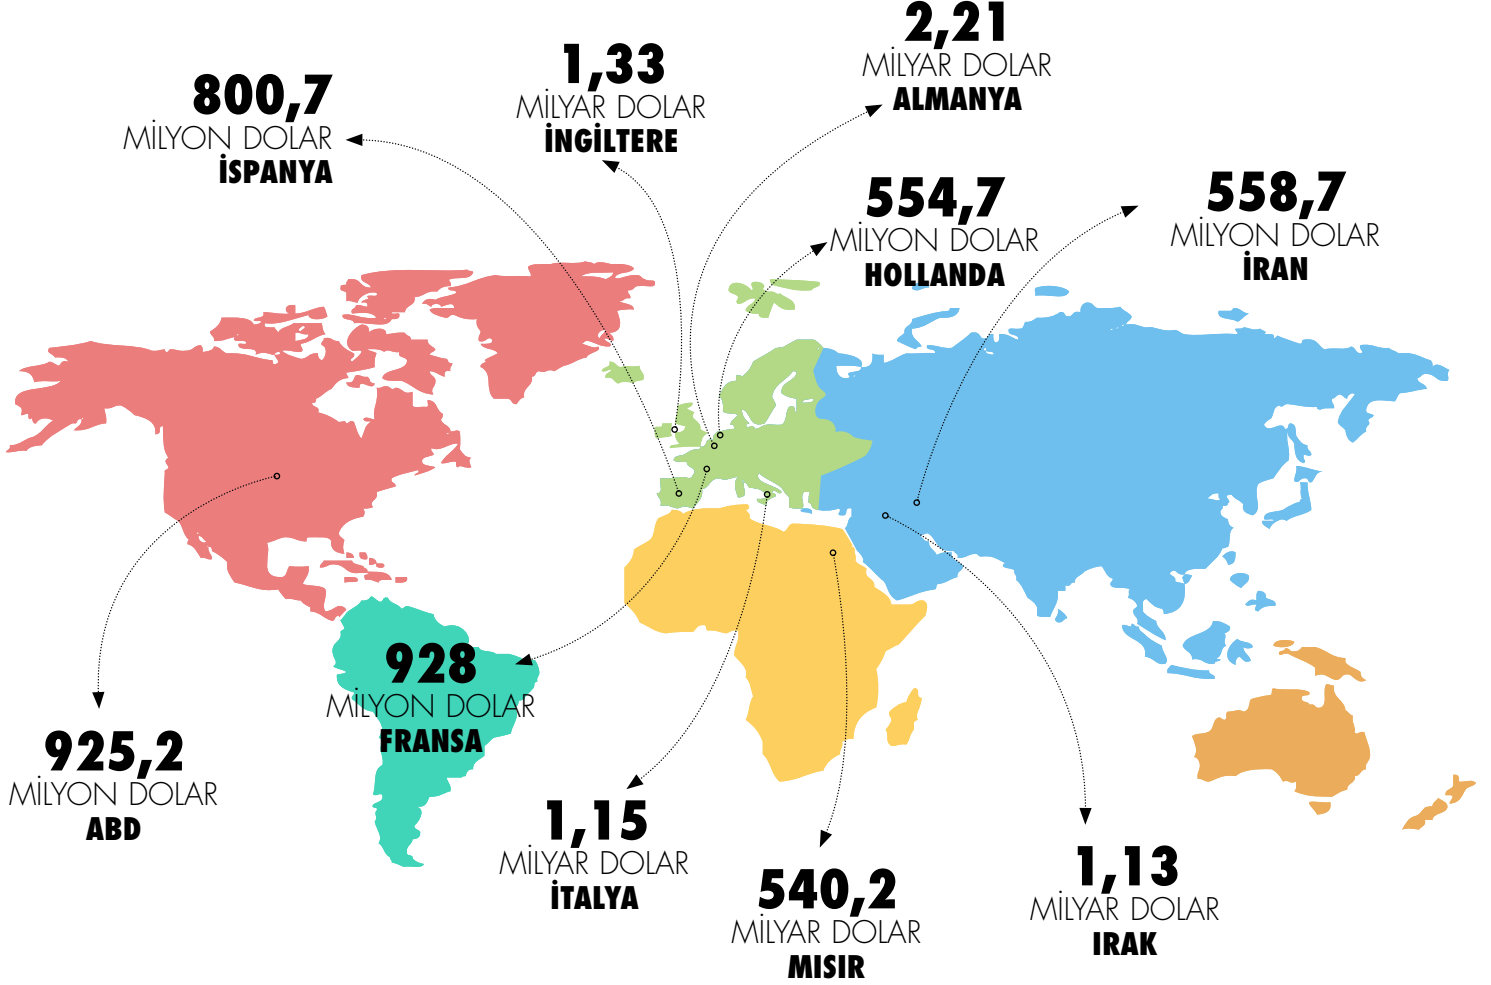 800,7
MİLYON DOLAR
İSPANYA
1,33
MİLYAR DOLAR
İNGİLTERE
2,21
MİLYAR DOLAR
ALMANYA
554,7
MİLYON DOLAR
HOLLANDA
558,7
MİLYON DOLAR
İRAN
925,2
MİLYON DOLAR
ABD
928
MİLYON DOLAR
FRANSA
1,15
MİLYAR DOLAR
İTALYA
540,2
MİLYAR DOLAR
MISIR
1,13
MİLYAR DOLAR
IRAK